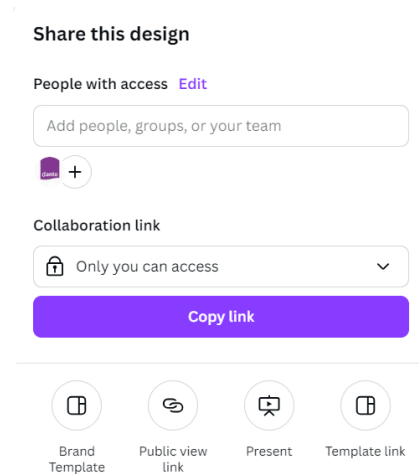 Share this design
People with access Edit
Add people, groups, or your team
Collaboration link
Only you can access
Copy link
Brand
Template
Public view
link
Present
Template link